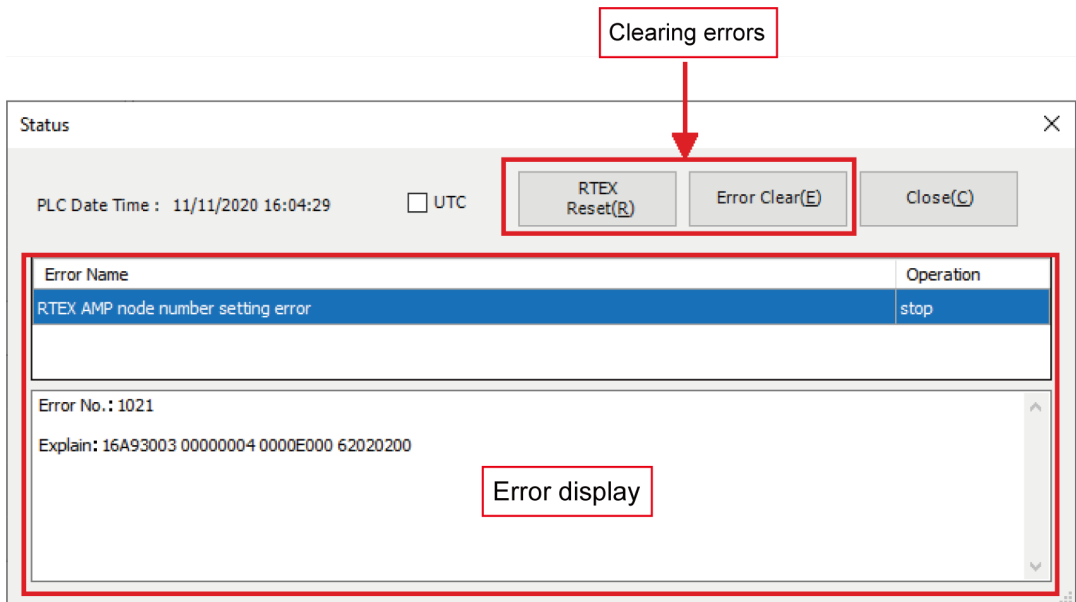 Clearing errors
Status
PLC Date Time : 11/11/2020 16:04:29
UTC
RTEX
Reset(R)
Error Clear(E)
Close(C)
Error Name
Operation
RTEX AMP node number setting error
stop
Error No.: 1021
Explain: 16A93003 00000004 0000E000 62020200
Error display